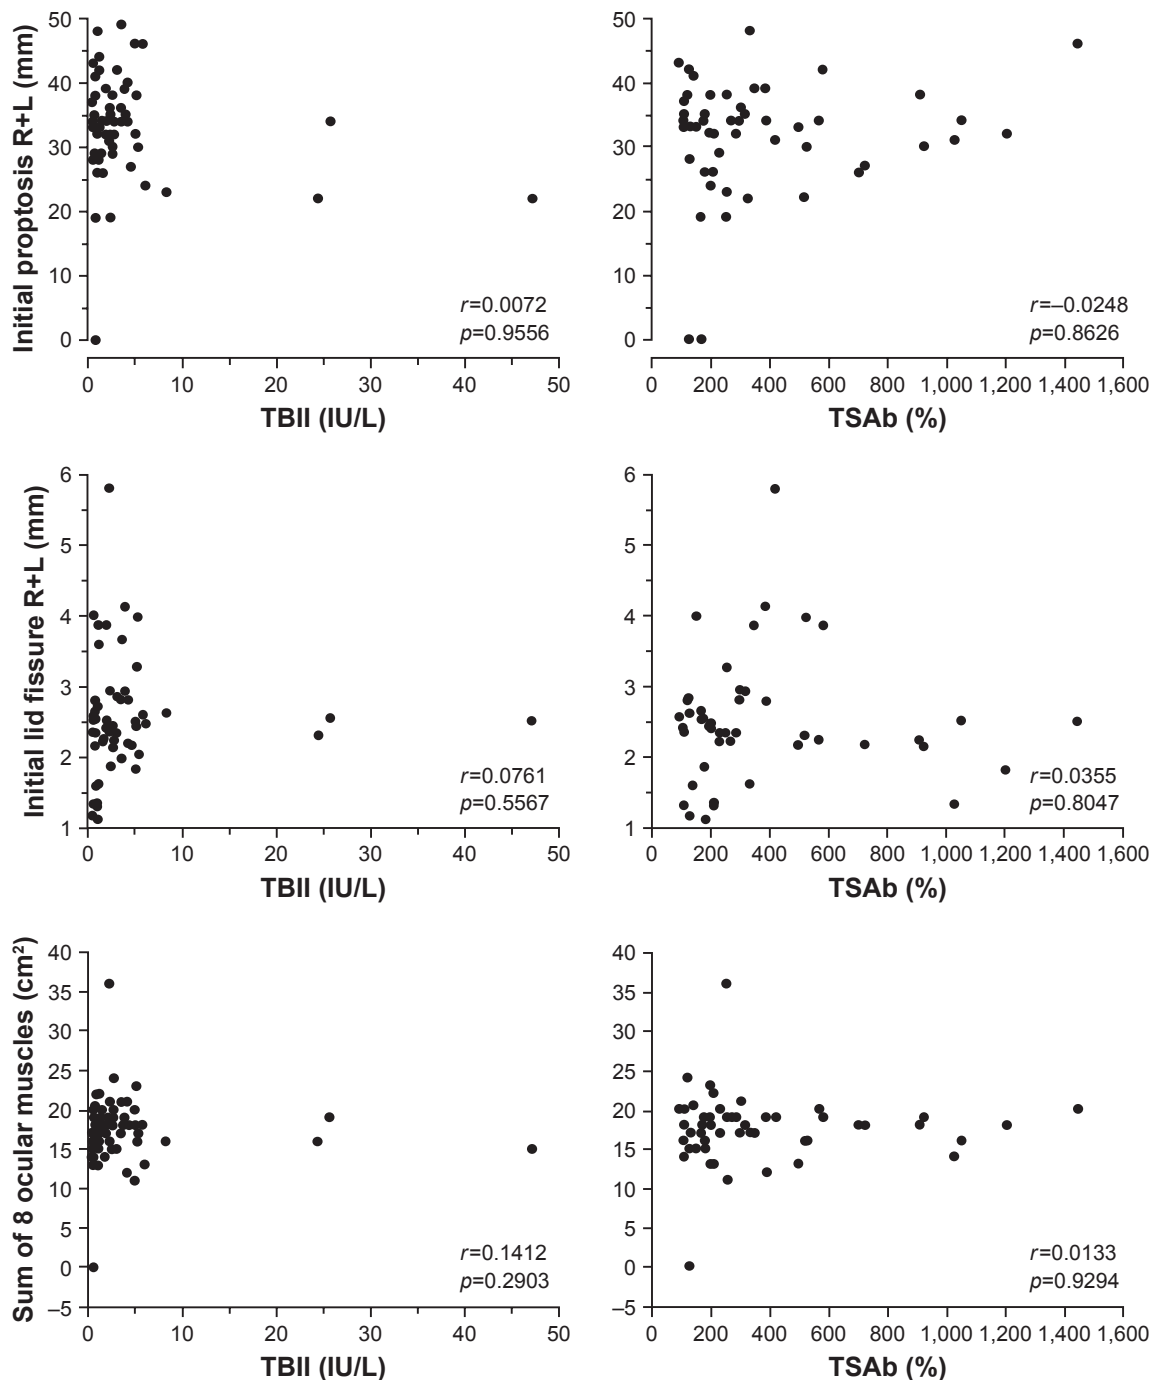 Initial proptosis R+L (mm)
50
40
30
20
10
0
r=0.0072
p=0.9556
0 10 20 30 40 50
TBII (IU/L)
50
40
30
20
10
0
r=–0.0248
p=0.8626
0 200 400 600 800 1,000 1,200 1,400 1,600
TSAb (%)
Initial lid fissure R+L (mm)
6
5
4
3
2
1
r=0.0761
p=0.5567
0 10 20 30 40 50
TBII (IU/L)
6
5
4
3
2
1
r=0.0355
p=0.8047
0 200 400 600 800 1,000 1,200 1,400 1,600
TSAb (%)
Sum of 8 ocular muscles (cm²)
40
35
30
25
20
15
10
5
0
–5
r=0.1412
p=0.2903
0 10 20 30 40 50
TBII (IU/L)
40
35
30
25
20
15
10
5
0
–5
r=0.0133
p=0.9294
0 200 400 600 800 1,000 1,200 1,400 1,600
TSAb (%)